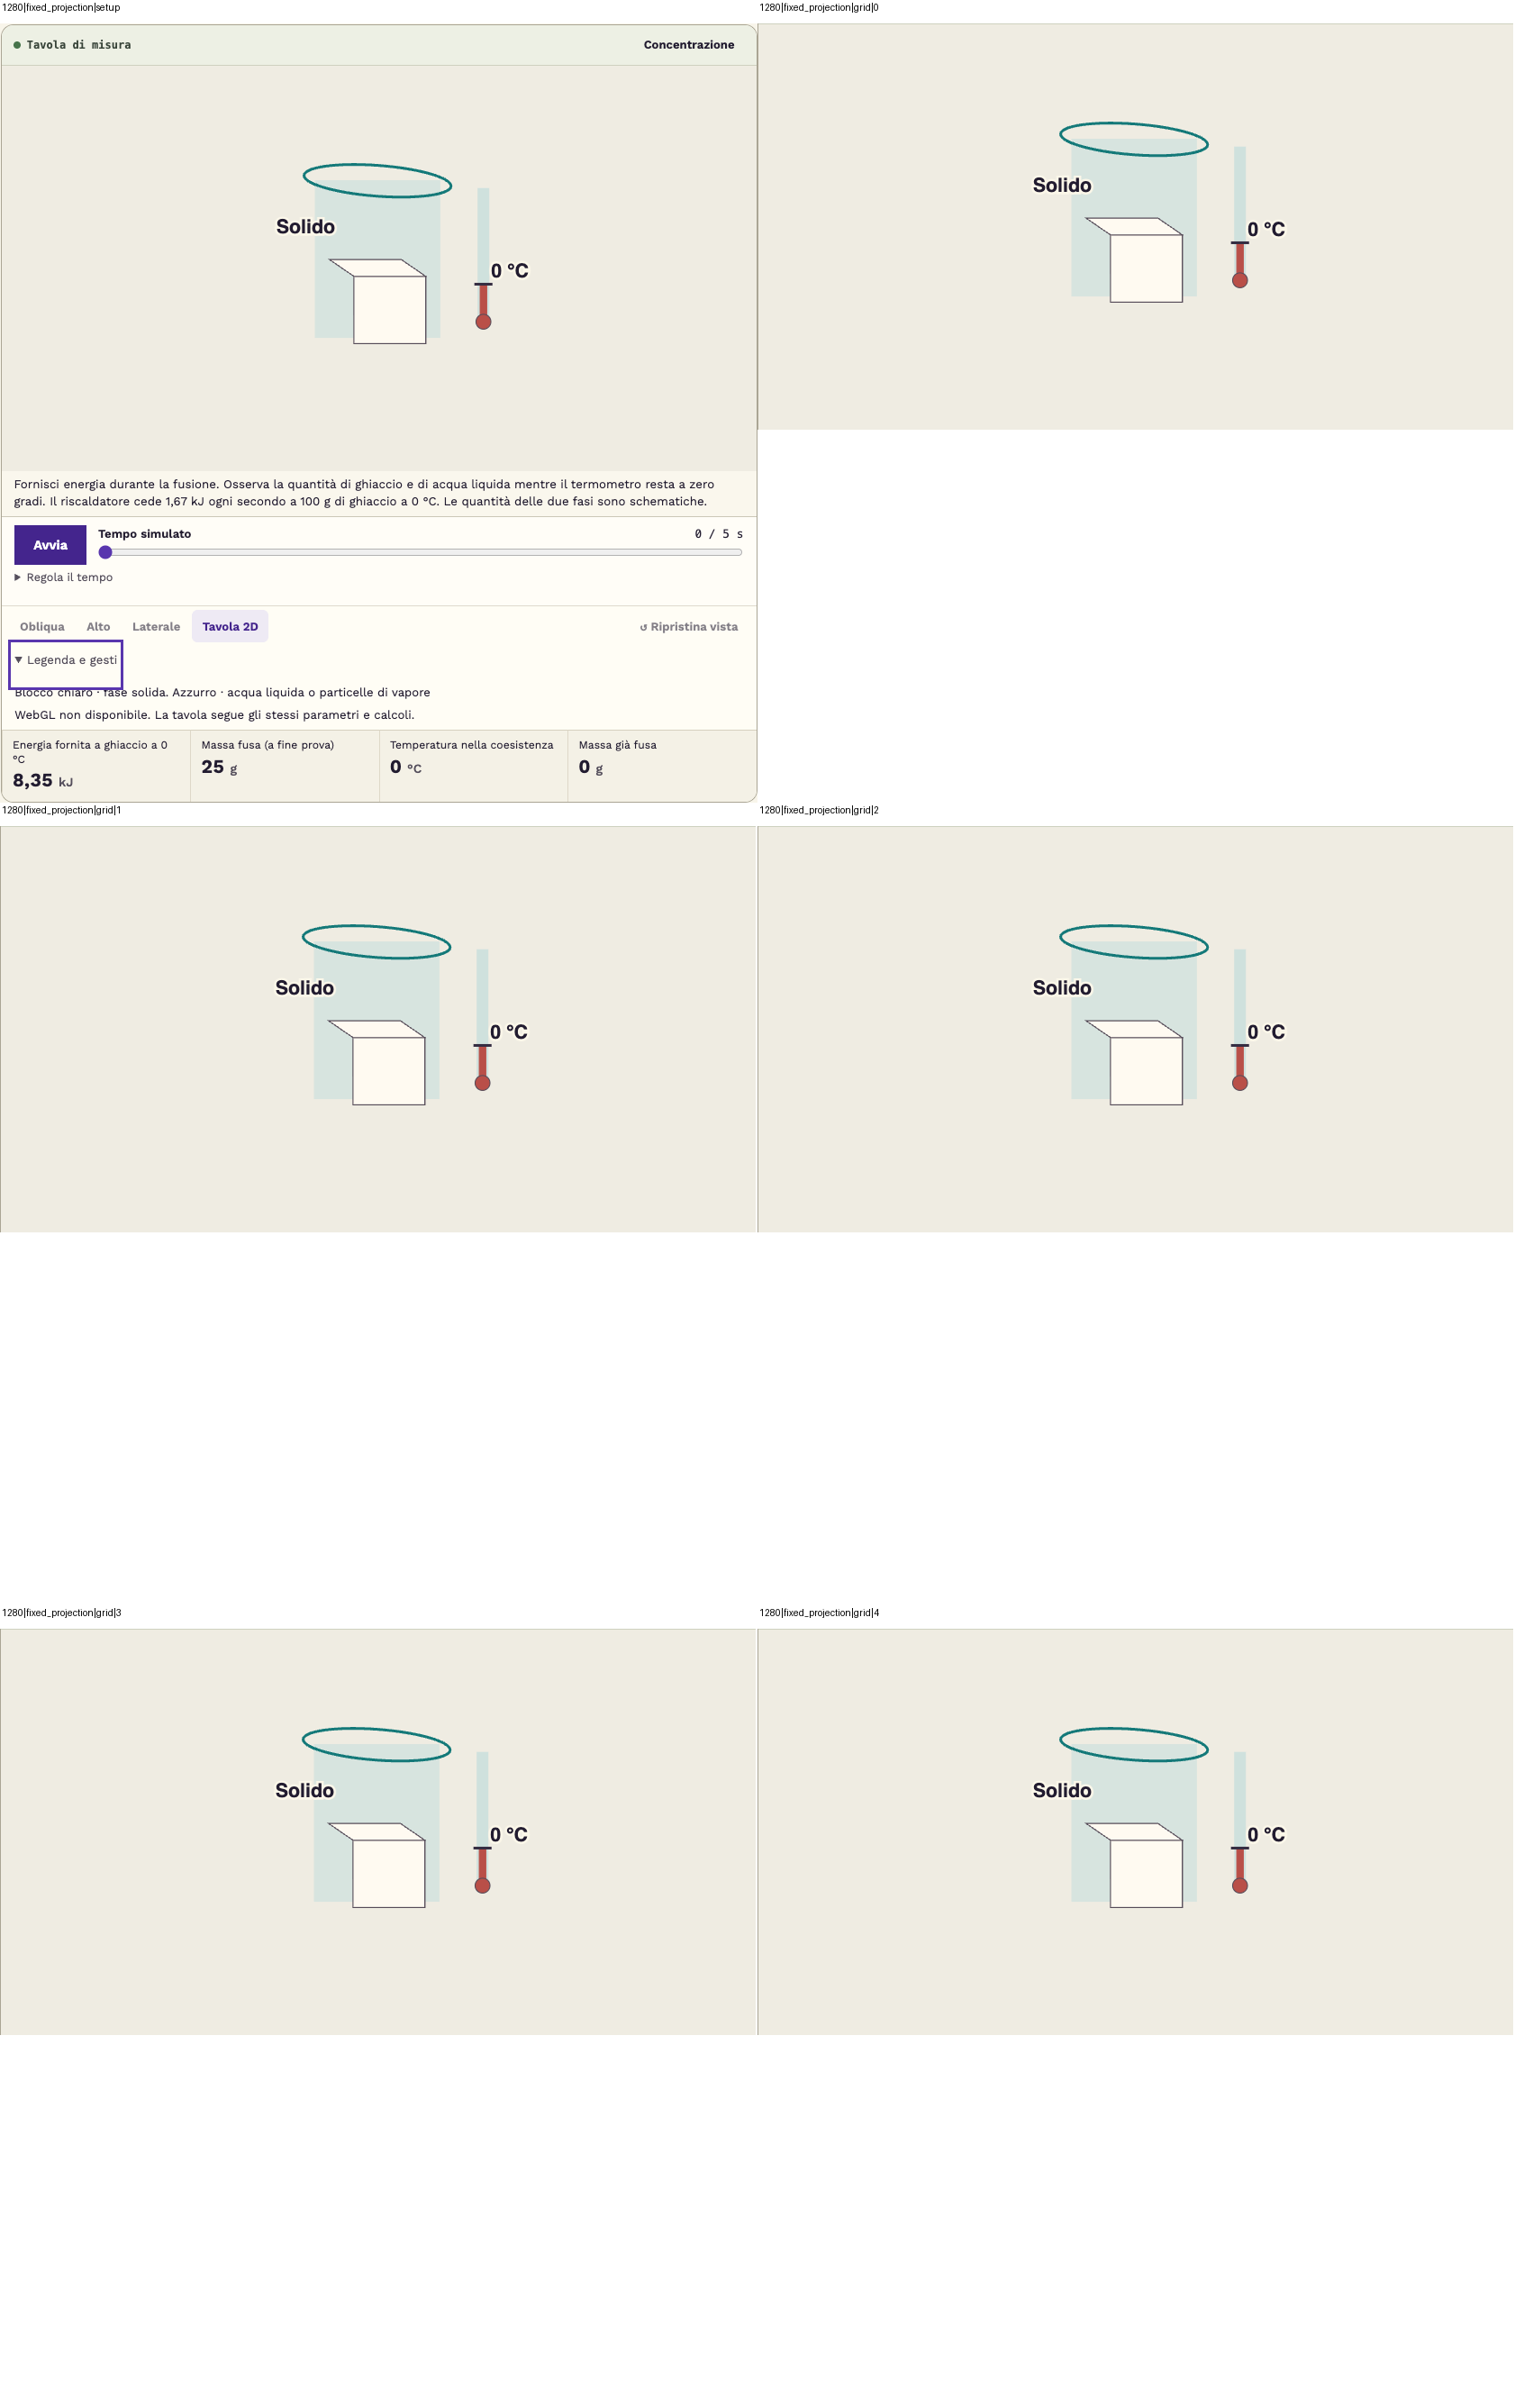 1280|fixed_projection|setup
Tavola di misura
Concentrazione
Solido
0 °C
Fornisci energia durante la fusione. Osserva la quantità di ghiaccio e di acqua liquida mentre il termometro resta a zero
gradi. Il riscaldatore cede 1,67 kJ ogni secondo a 100 g di ghiaccio a 0 °C. Le quantità delle due fasi sono schematiche.
Avvia
Tempo simulato
0 / 5 s
▶ Regola il tempo
Obliqua
Alto
Laterale
Tavola 2D
↺ Ripristina vista
▼ Legenda e gesti
Blocco chiaro · fase solida. Azzurro · acqua liquida o particelle di vapore
WebGL non disponibile. La tavola segue gli stessi parametri e calcoli.
Energia fornita a ghiaccio a 0
°C
8,35 kJ
Massa fusa (a fine prova)
25 g
Temperatura nella coesistenza
0 °C
Massa già fusa
0 g
1280|fixed_projection|grid|0
Solido
0 °C
1280|fixed_projection|grid|1
Solido
0 °C
1280|fixed_projection|grid|2
Solido
0 °C
1280|fixed_projection|grid|3
Solido
0 °C
1280|fixed_projection|grid|4
Solido
0 °C